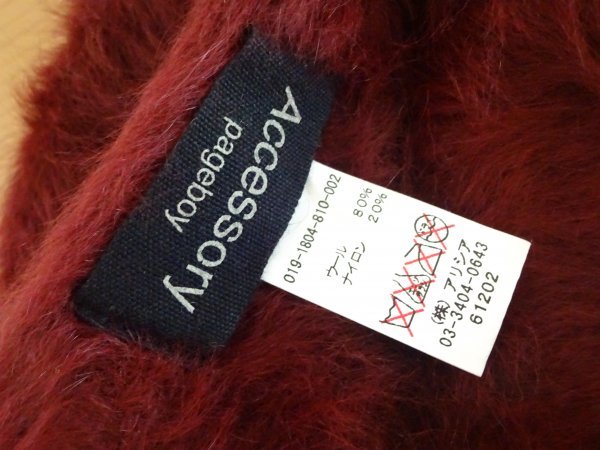 Accessory
pageboy
019-1804-810-002
ウール 80%
ナイロン 20%
(株) アリシア
03-3404-0643
61202